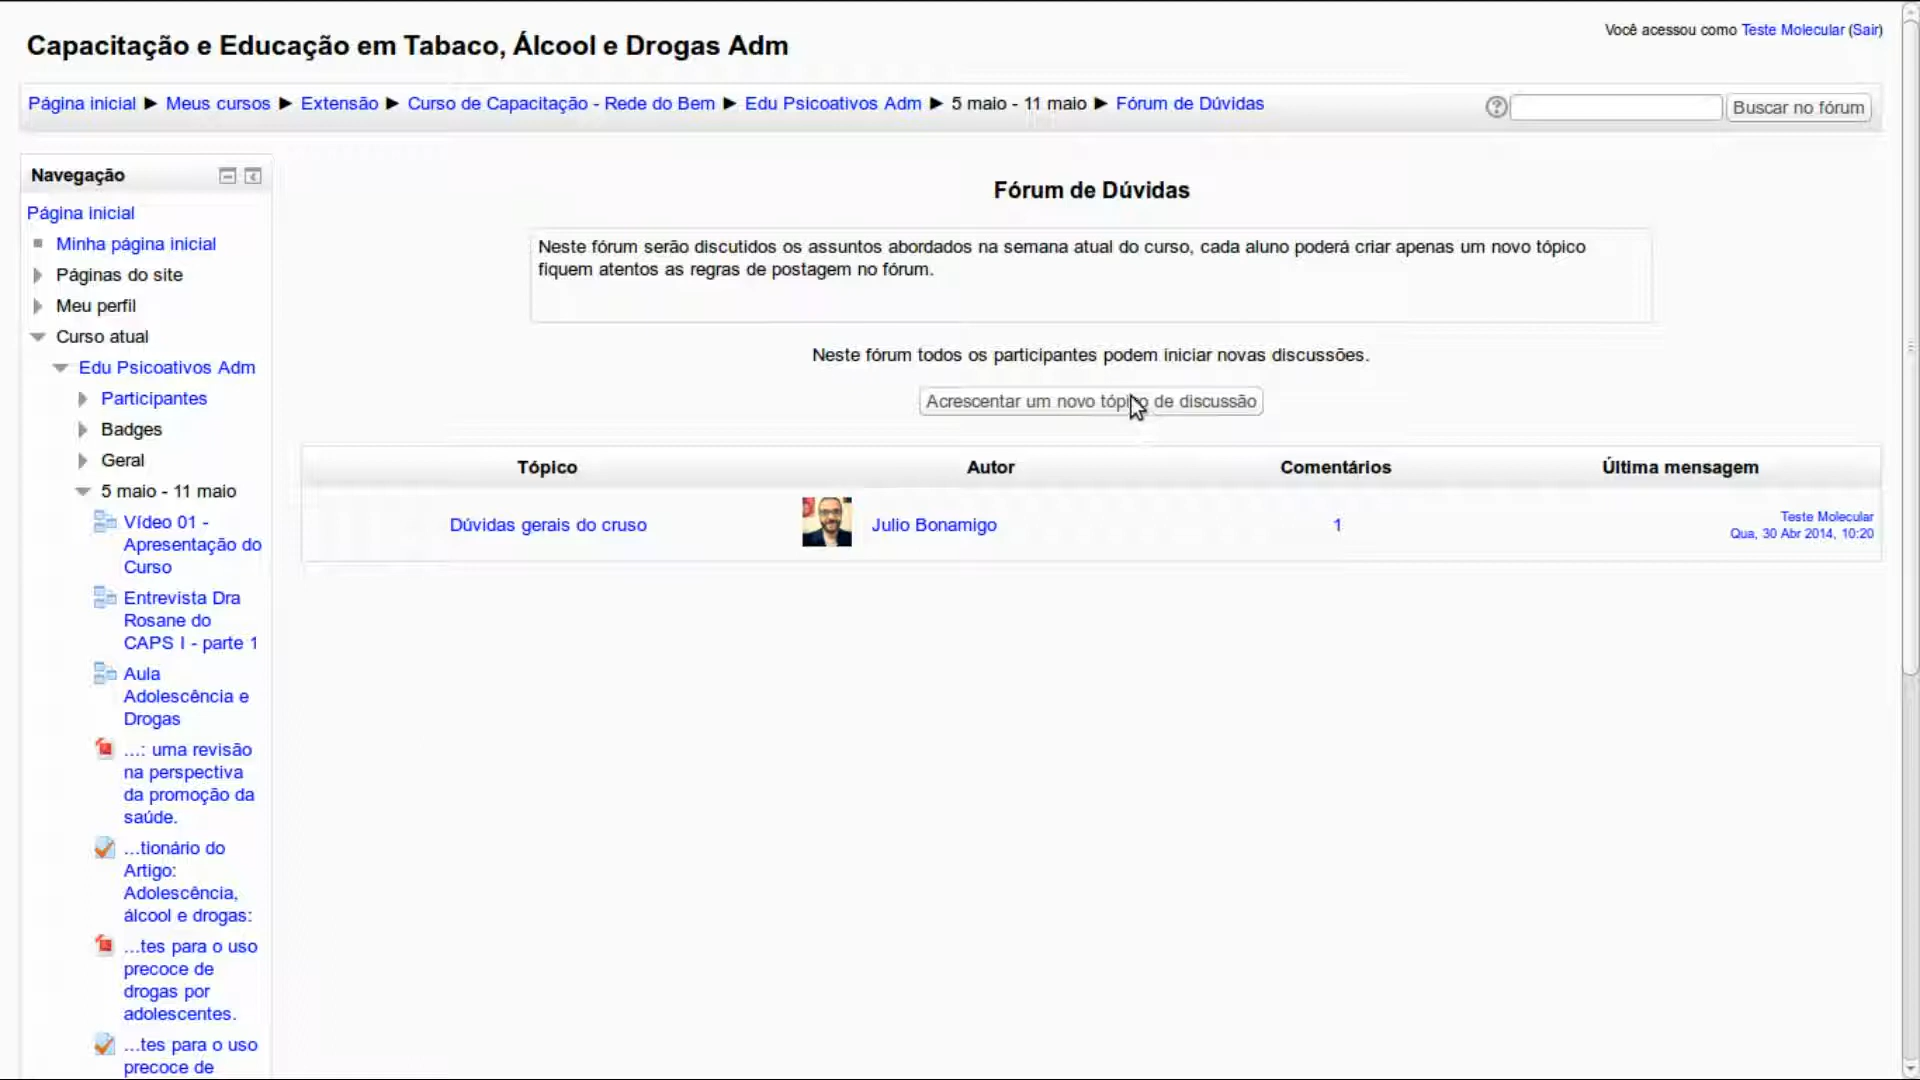 Você acessou como Teste Molecular (Sair)
Capacitação e Educação em Tabaco, Álcool e Drogas Adm
Página inicial ▶ Meus cursos ▶ Extensão ▶ Curso de Capacitação - Rede do Bem ▶ Edu Psicoativos Adm ▶ 5 maio - 11 maio ▶ Fórum de Dúvidas
Buscar no fórum
Navegação
Página inicial
Minha página inicial
Páginas do site
Meu perfil
Curso atual
Edu Psicoativos Adm
Participantes
Badges
Geral
5 maio - 11 maio
Vídeo 01 -
Apresentação do
Curso
Entrevista Dra
Rosane do
CAPS I - parte 1
Aula
Adolescência e
Drogas
...: uma revisão
na perspectiva
da promoção da
saúde.
...tionário do
Artigo:
Adolescência,
álcool e drogas:
...tes para o uso
precoce de
drogas por
adolescentes.
...tes para o uso
precoce de
Fórum de Dúvidas
Neste fórum serão discutidos os assuntos abordados na semana atual do curso, cada aluno poderá criar apenas um novo tópico
fiquem atentos as regras de postagem no fórum.
Neste fórum todos os participantes podem iniciar novas discussões.
Acrescentar um novo tópico de discussão
Tópico Autor Comentários Última mensagem
Dúvidas gerais do cruso Julio Bonamigo 1 Teste Molecular
Qua, 30 Abr 2014, 10:20